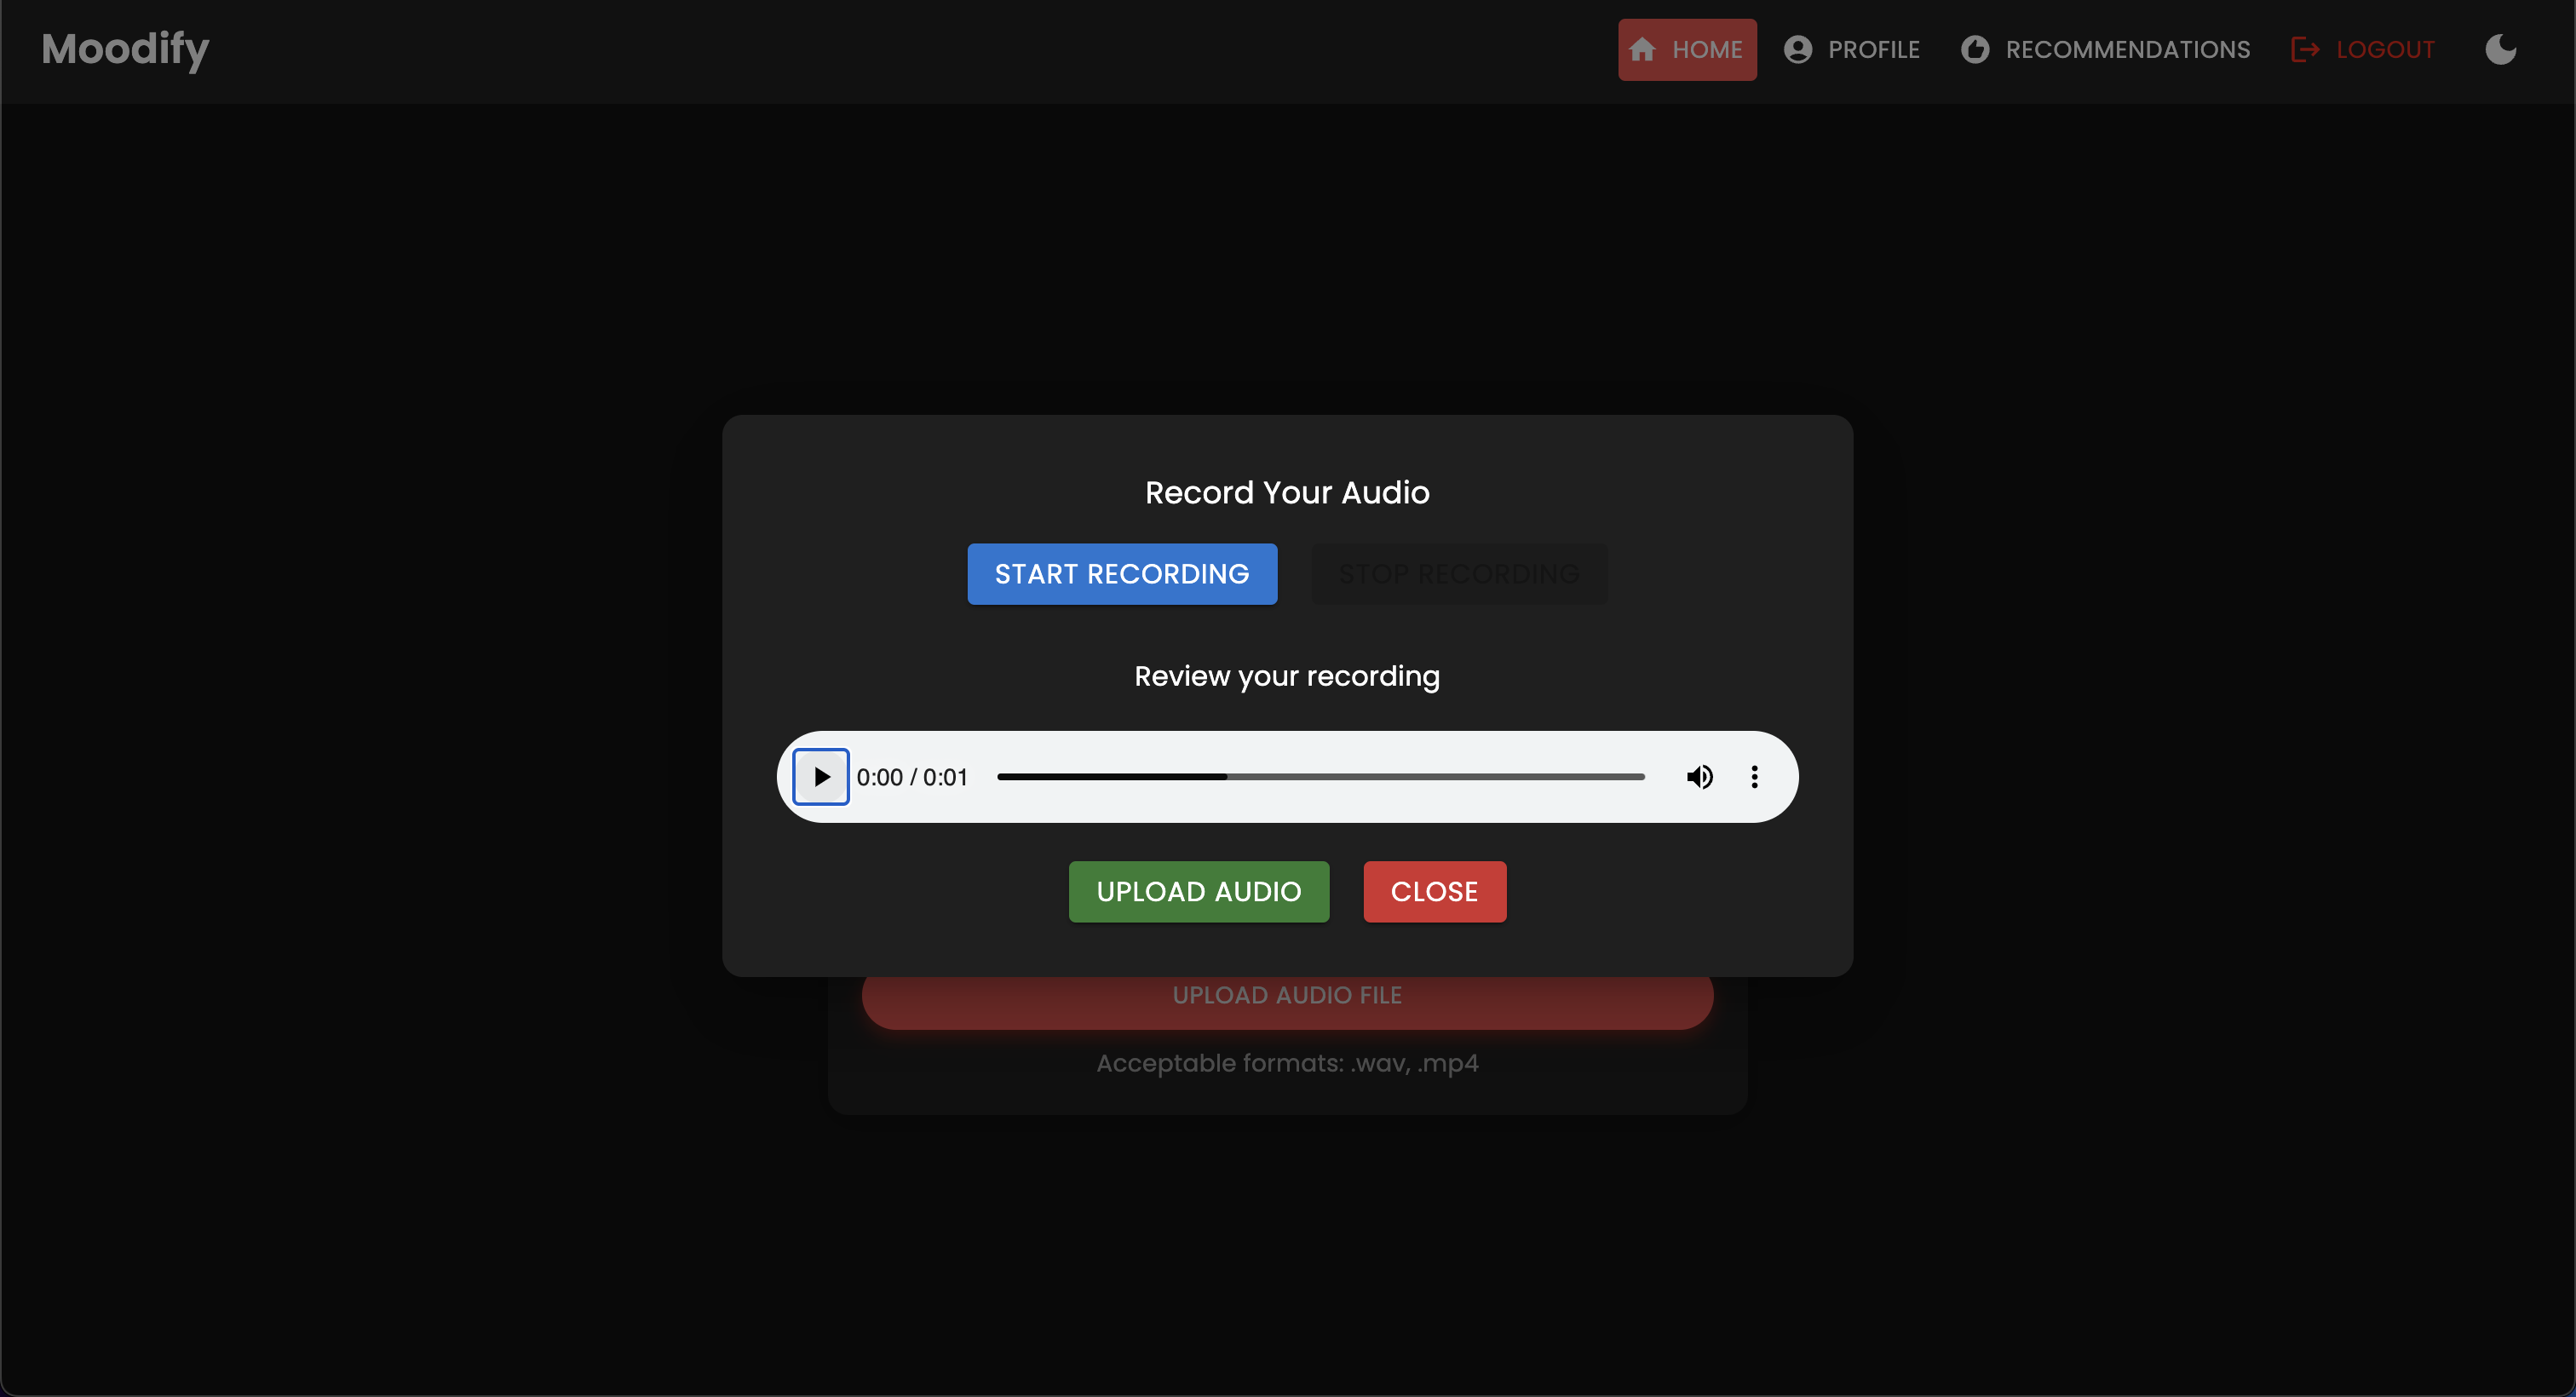 Moodify
HOME PROFILE RECOMMENDATIONS LOGOUT
Record Your Audio
START RECORDING STOP RECORDING
Review your recording
0:00 / 0:01
UPLOAD AUDIO CLOSE
UPLOAD AUDIO FILE
Acceptable formats: .wav, .mp4